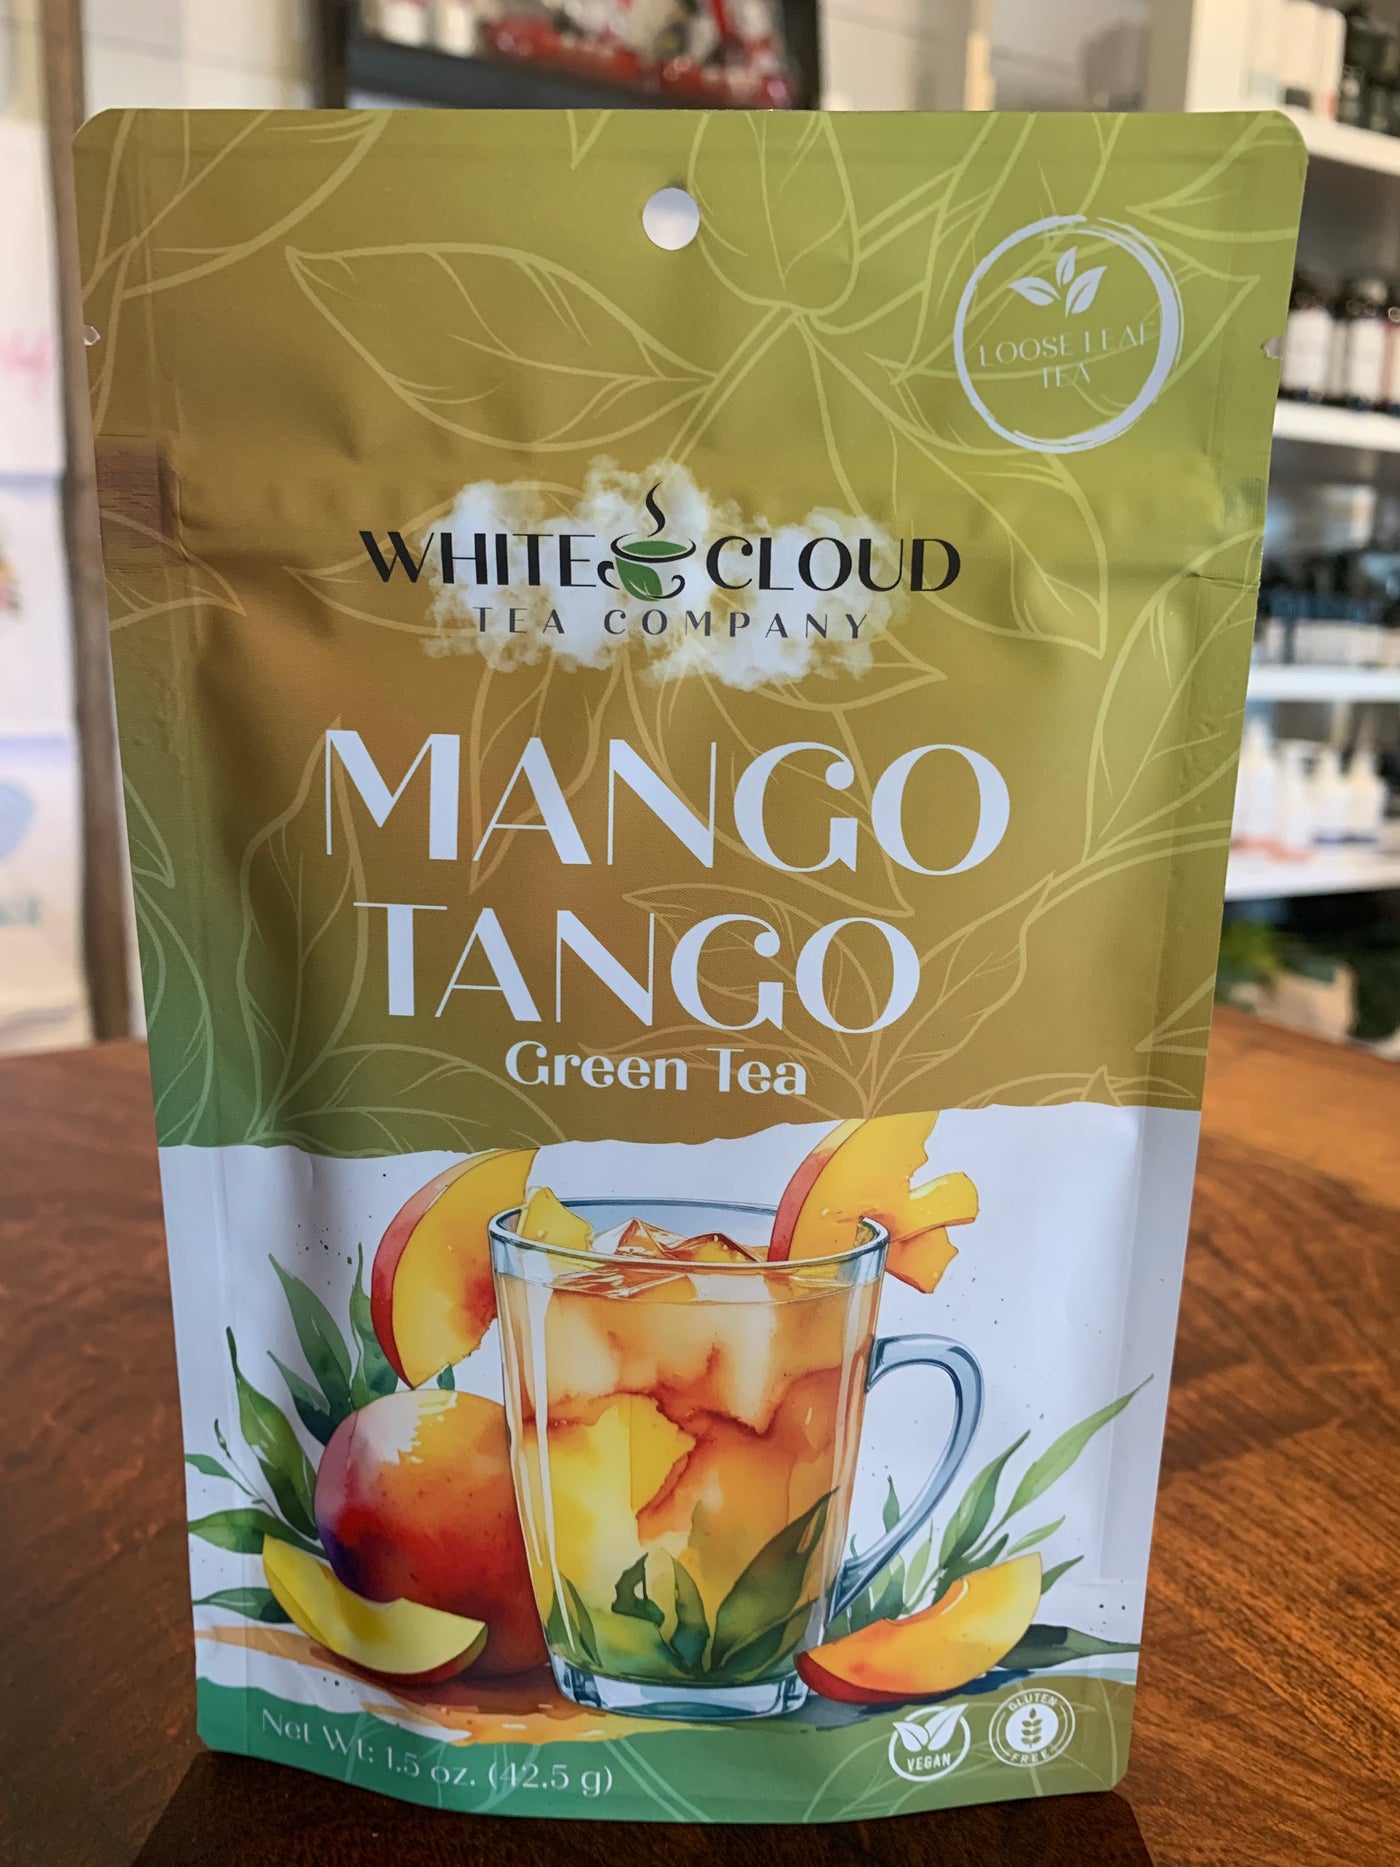 LOOSE LEAF
TEA
WHITE CLOUD
TEA COMPANY
MANGO
TANGO
Green Tea
Net Wt: 1.5 oz. (42.5 g)
VEGAN
GLUTEN
FREE